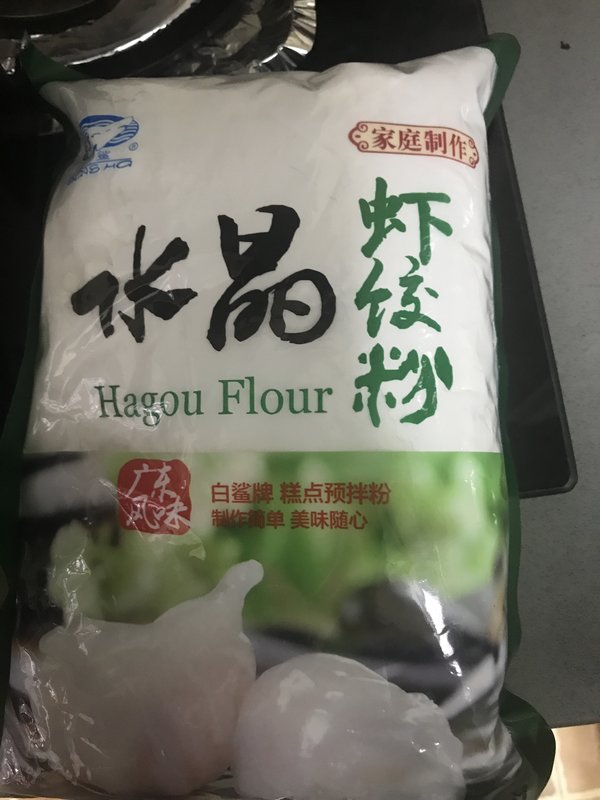 鲨
®
家庭制作
水晶
虾饺粉
Hagou Flour
广东
风味
白鲨牌 糕点预拌粉
制作简单 美味随心